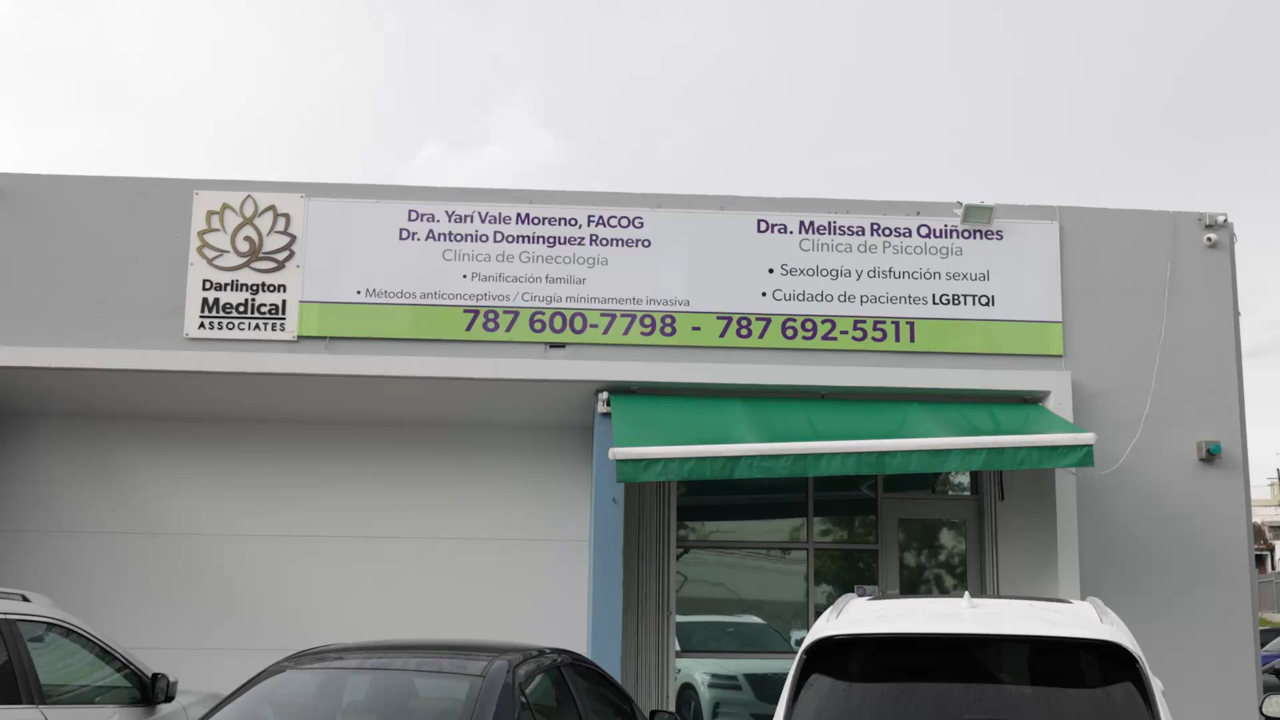 Darlington
Medical
ASSOCIATES
Dra. Yarí Vale Moreno, FACOG
Dr. Antonio Domínguez Romero
Clínica de Ginecología
• Planificación familiar
• Métodos anticonceptivos / Cirugía mínimamente invasiva
Dra. Melissa Rosa Quiñones
Clínica de Psicología
• Sexología y disfunción sexual
• Cuidado de pacientes LGBTTQI
787 600-7798 - 787 692-5511